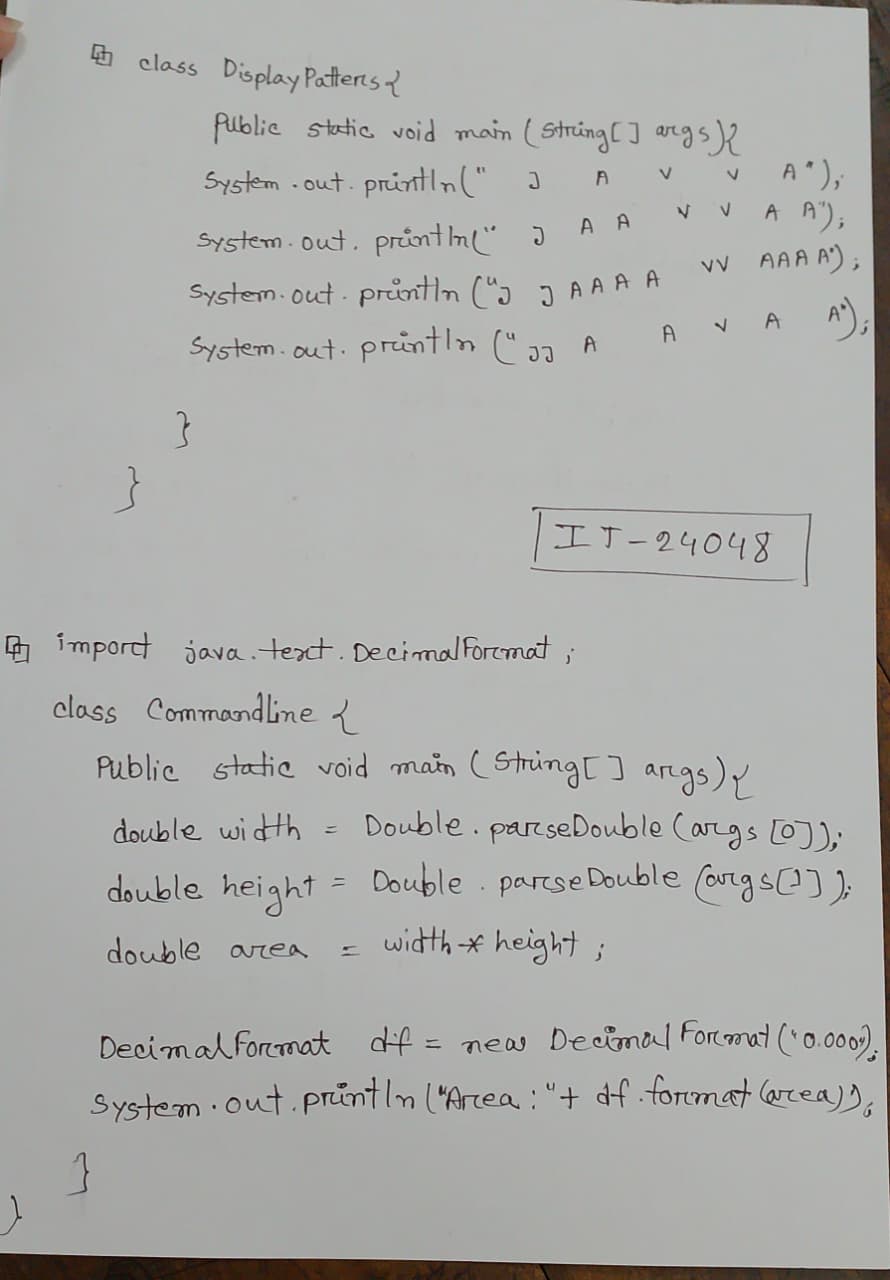 class DisplayPatterns{
Public static void main (String[] args){
System.out.println(" J A V V A");
System.out.println(" J A A V V A A");
System.out.println("J J A A A A VV AAAA");
System.out.println("JJ A A V A A");
}
}
IT-24048
import java.text.DecimalFormat;
class Commandline {
Public static void main (String[] args){
double width = Double.parseDouble(args[0]);
double height = Double.parseDouble(args[1]);
double area = width * height;
DecimalFormat df = new DecimalFormat("0.000");
System.out.println("Area:"+ df.format(area));
}
}